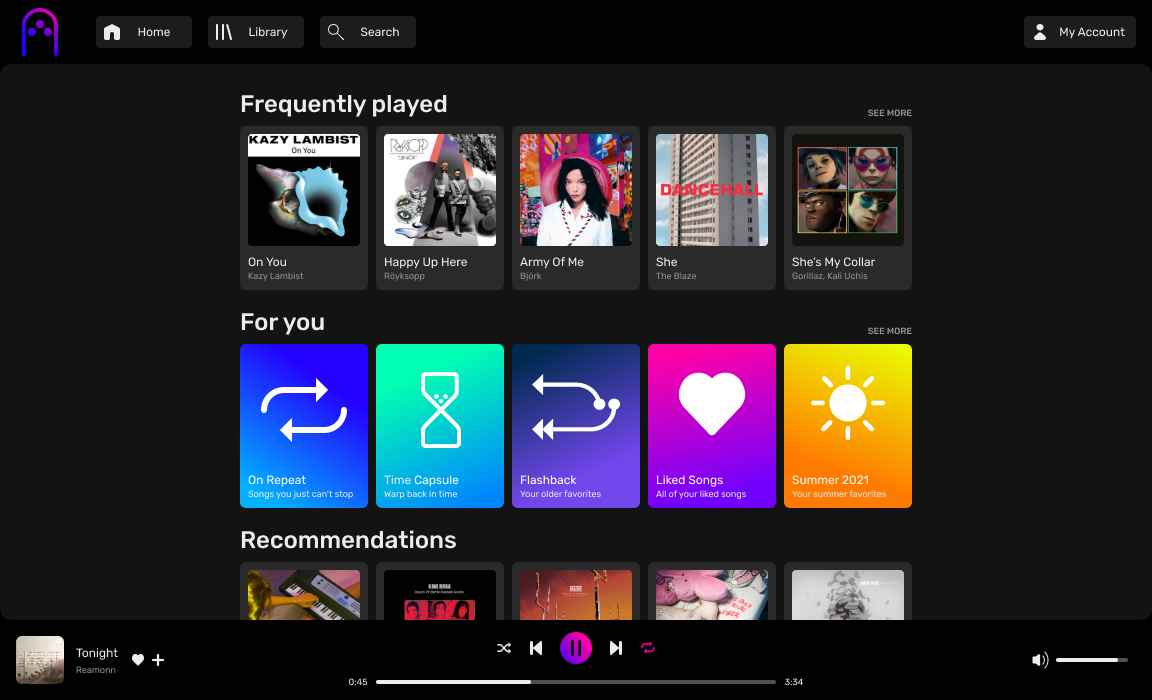 Home
Library
Search
My Account
Frequently played
SEE MORE
KAZY LAMBIST
On You
RÖYKSOPP
"JUNIOR"
DANCEHALL
On You
Kazy Lambist
Happy Up Here
Röyksopp
Army Of Me
Björk
She
The Blaze
She's My Collar
Gorillaz, Kali Uchis
For you
SEE MORE
On Repeat
Songs you just can't stop
Time Capsule
Warp back in time
Flashback
Your older favorites
Liked Songs
All of your liked songs
Summer 2021
Your summer favorites
Recommendations
Tonight
Reamonn
0:45
3:34